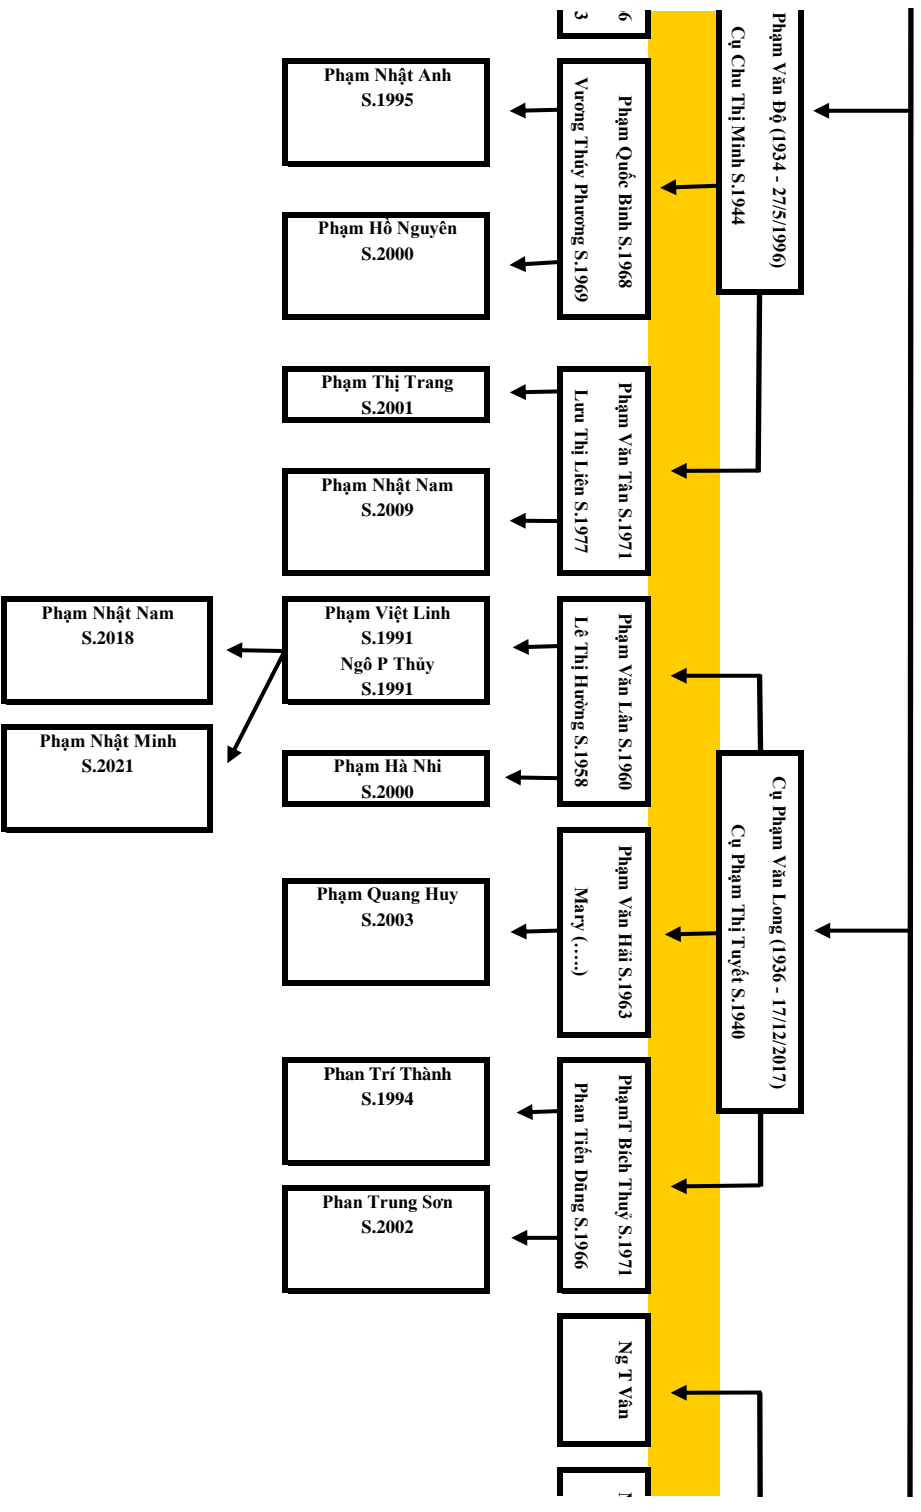 Phạm Văn Độ (1934 - 27/5/1996)
Cụ Chu Thị Minh S.1944
6
3
Phạm Quốc Bình S.1968
Vương Thúy Phương S.1969
Phạm Nhật Anh
S.1995
Phạm Hồ Nguyên
S.2000
Phạm Văn Tân S.1971
Lưu Thị Liên S.1977
Phạm Thị Trang
S.2001
Phạm Nhật Nam
S.2009
Cụ Phạm Văn Long (1936 - 17/12/2017)
Cụ Phạm Thị Tuyết S.1940
Phạm Văn Lân S.1960
Lê Thị Hường S.1958
Phạm Việt Linh
S.1991
Ngô P Thủy
S.1991
Phạm Nhật Nam
S.2018
Phạm Nhật Minh
S.2021
Phạm Hà Nhi
S.2000
Phạm Văn Hải S.1963
Mary (.....)
Phạm Quang Huy
S.2003
PhạmT Bích Thuỷ S.1971
Phan Tiến Dũng S.1966
Phan Trí Thành
S.1994
Phan Trung Sơn
S.2002
Ng T Vân